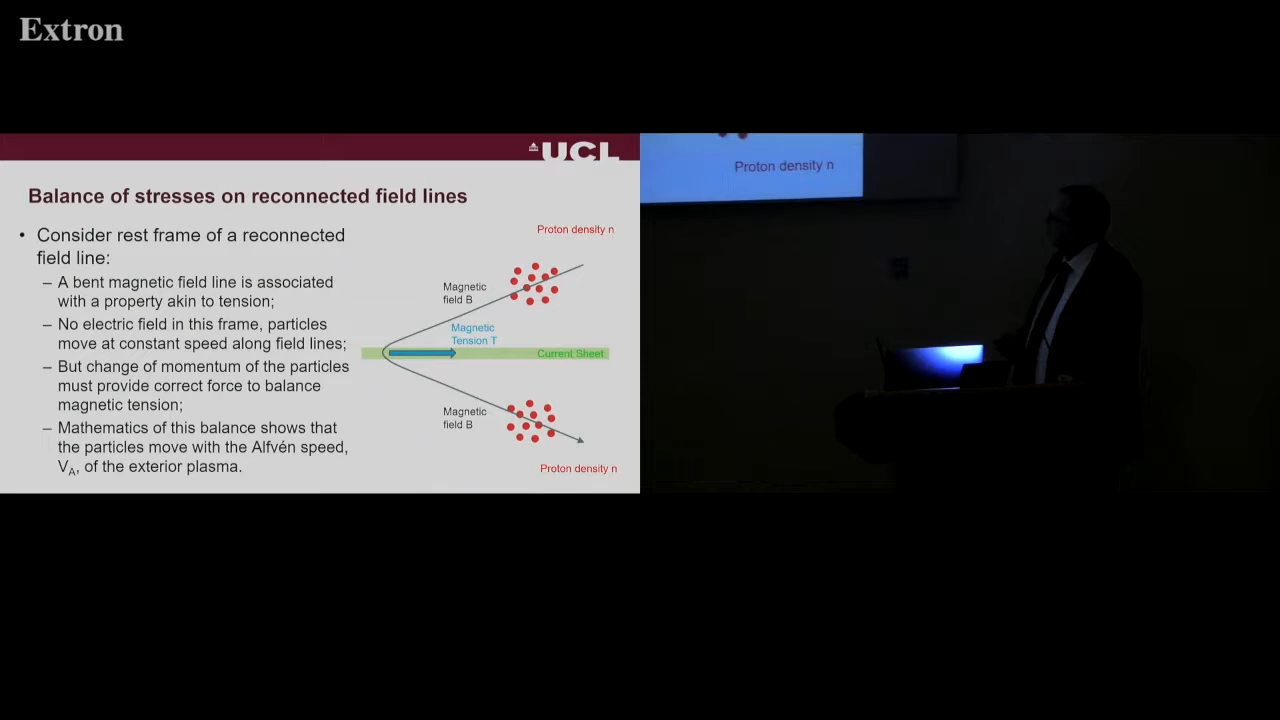 Extron
UCL
Balance of stresses on reconnected field lines
• Consider rest frame of a reconnected
field line:
– A bent magnetic field line is associated
with a property akin to tension;
– No electric field in this frame, particles
move at constant speed along field lines;
– But change of momentum of the particles
must provide correct force to balance
magnetic tension;
– Mathematics of this balance shows that
the particles move with the Alfvén speed,
VA, of the exterior plasma.
Proton density n
Magnetic
field B
Magnetic
Tension T
Current Sheet
Magnetic
field B
Proton density n
Proton density n